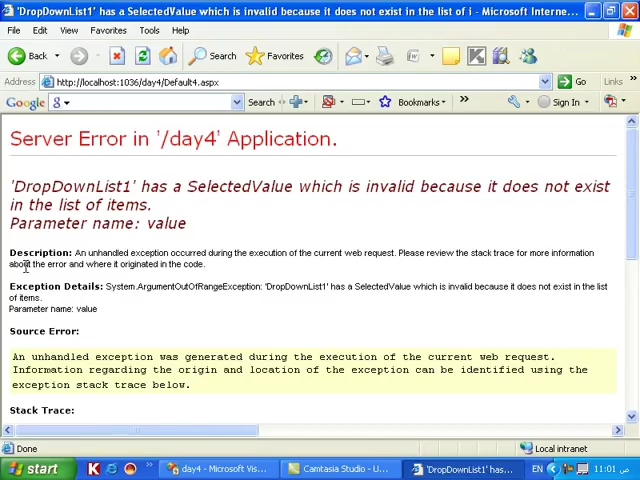 'DropDownList1' has a SelectedValue which is invalid because it does not exist in the list of i - Microsoft Interne...
File Edit View Favorites Tools Help
Back Search Favorites
Address http://localhost:1036/day4/Default4.aspx Go Links »
Google Search Bookmarks Sign In
Server Error in '/day4' Application.
'DropDownList1' has a SelectedValue which is invalid because it does not exist
in the list of items.
Parameter name: value
Description: An unhandled exception occurred during the execution of the current web request. Please review the stack trace for more information
about the error and where it originated in the code.
Exception Details: System.ArgumentOutOfRangeException: 'DropDownList1' has a SelectedValue which is invalid because it does not exist in the list
of items.
Parameter name: value
Source Error:
An unhandled exception was generated during the execution of the current web request.
Information regarding the origin and location of the exception can be identified using the
exception stack trace below.
Stack Trace:
Done Local intranet
start K day4 - Microsoft Vis... Camtasia Studio - U... 'DropDownList1' has... EN 11:01 ص